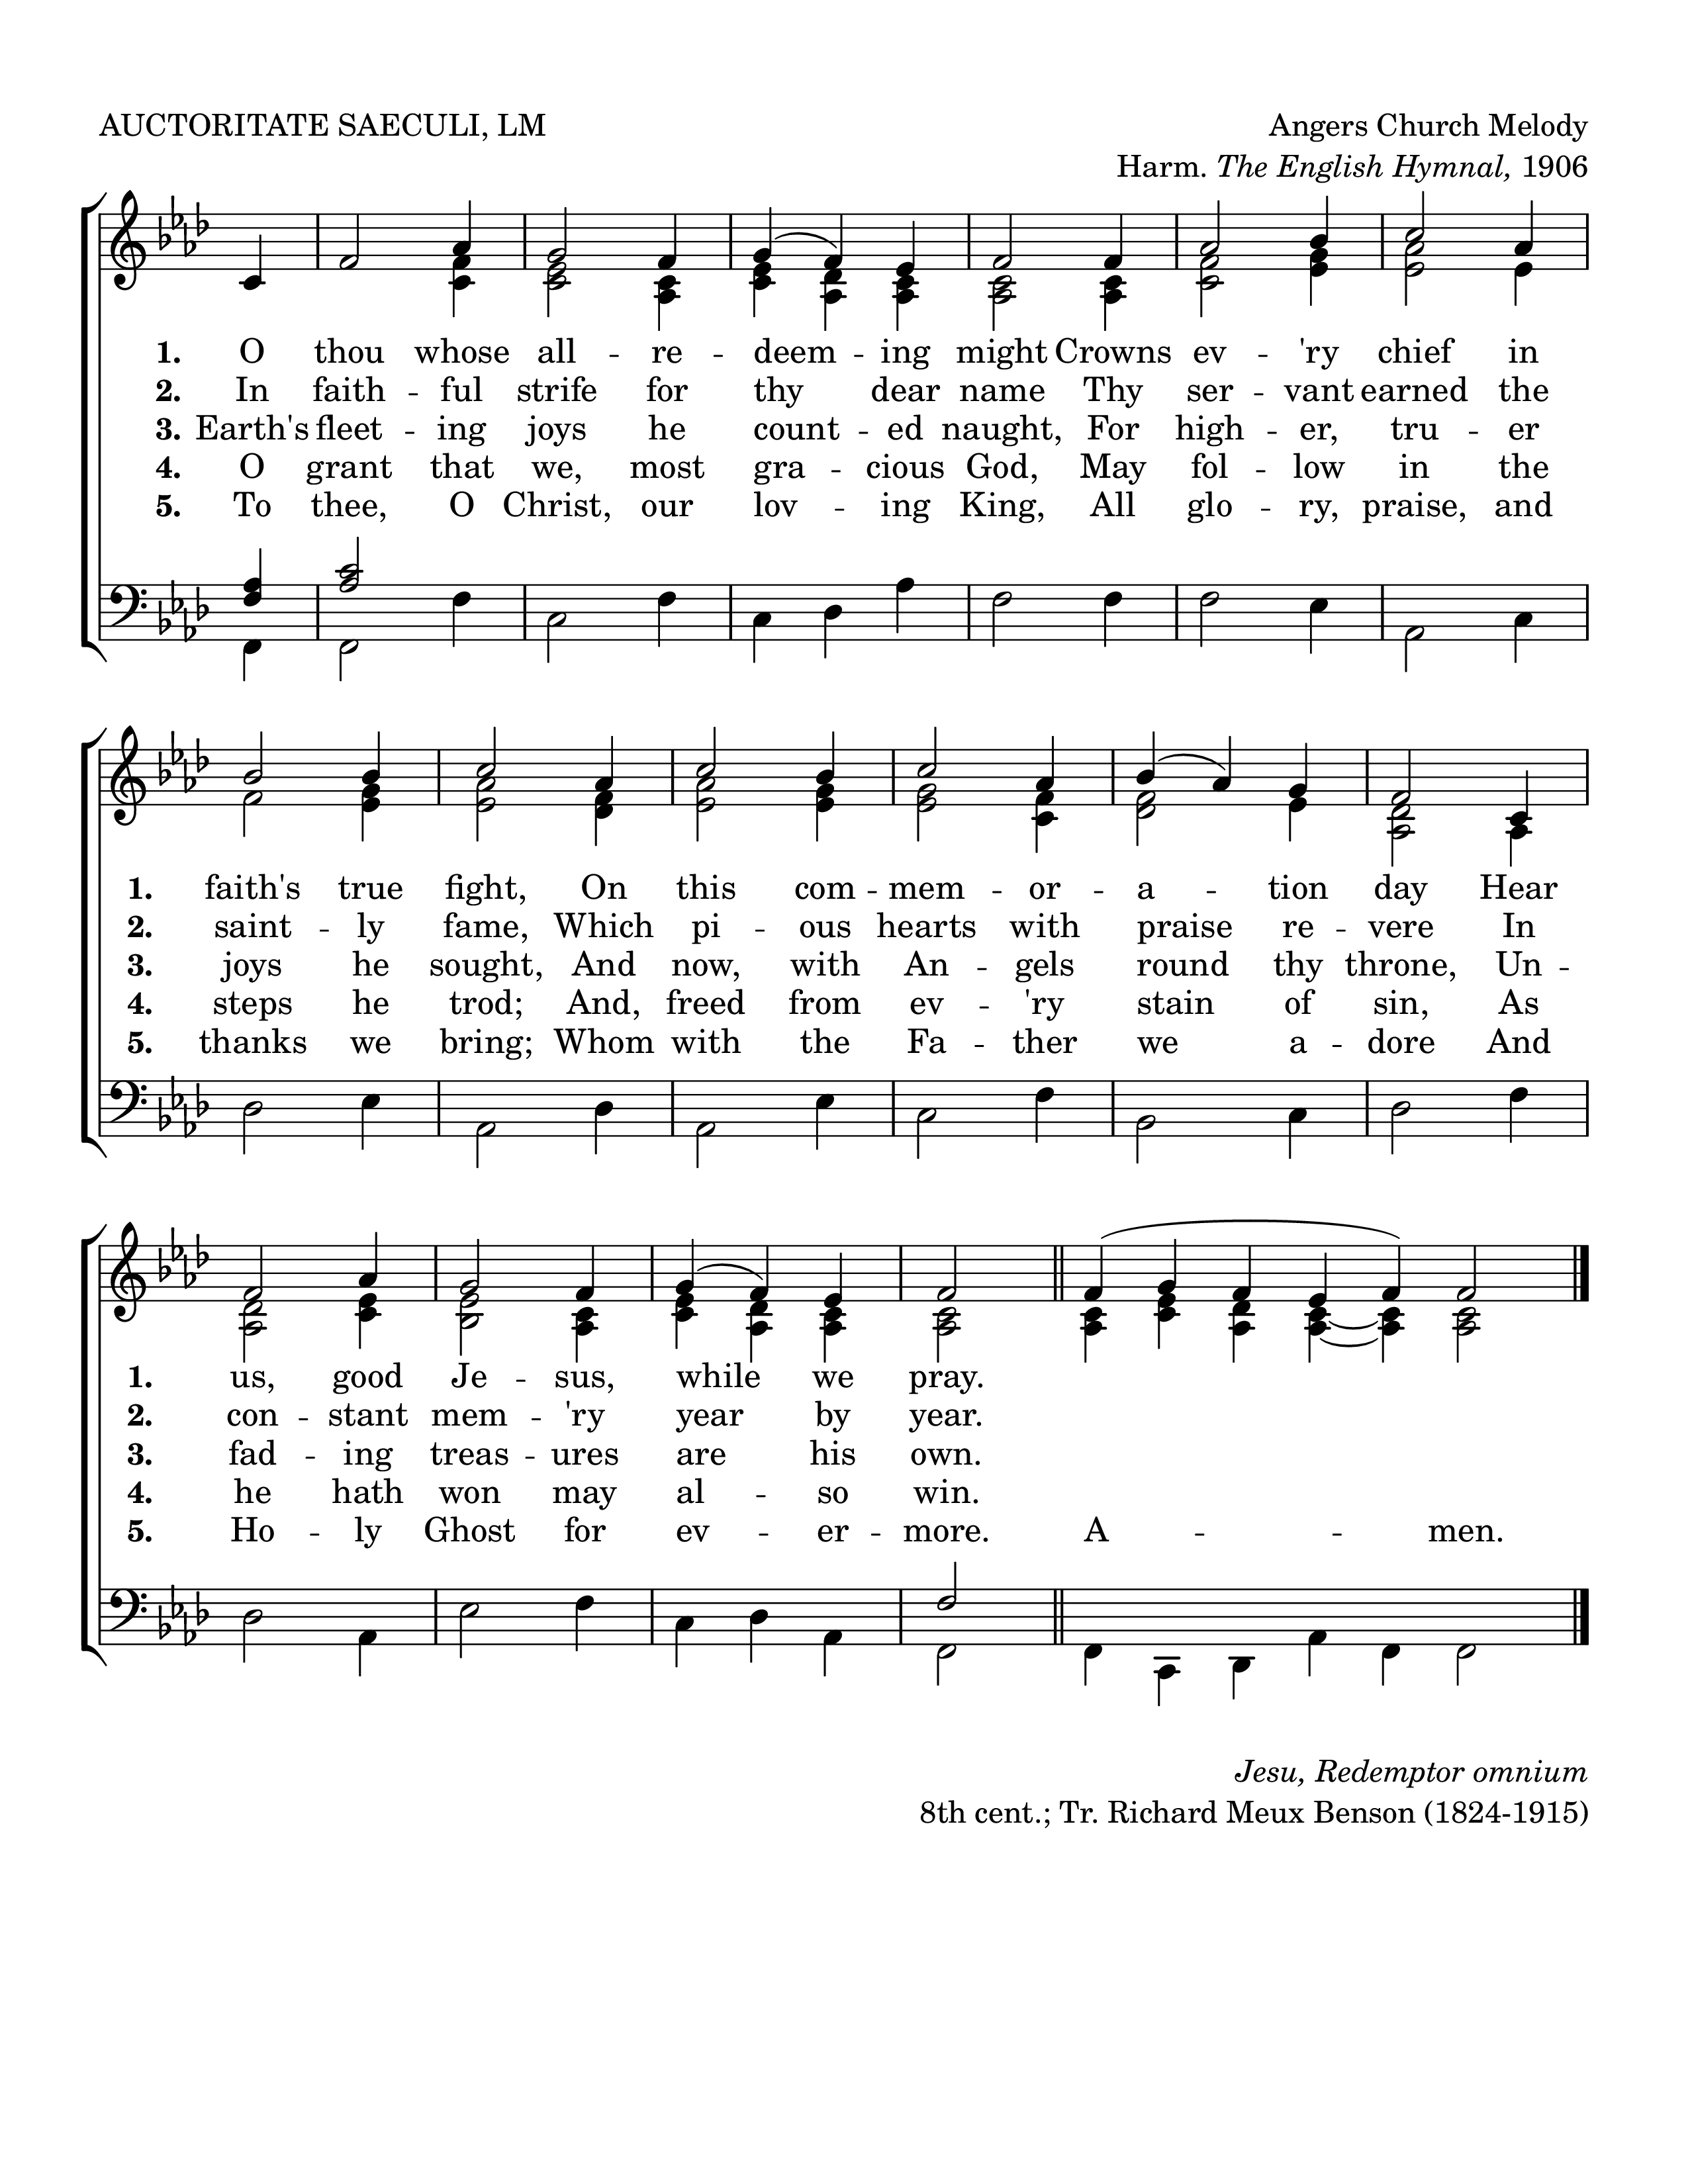 AUCTORITATE SAECULI, LM
Angers Church Melody
Harm. The English Hymnal, 1906
1. O thou whose all -- re -- deem -- ing might Crowns ev -- 'ry chief in
2. In faith -- ful strife for thy dear name Thy ser -- vant earned the
3. Earth's fleet -- ing joys he count -- ed naught, For high -- er, tru -- er
4. O grant that we, most gra -- cious God, May fol -- low in the
5. To thee, O Christ, our lov -- ing King, All glo -- ry, praise, and
1. faith's true fight, On this com -- mem -- or -- a -- tion day Hear
2. saint -- ly fame, Which pi -- ous hearts with praise re -- vere In
3. joys he sought, And now, with An -- gels round thy throne, Un --
4. steps he trod; And, freed from ev -- 'ry stain of sin, As
5. thanks we bring; Whom with the Fa -- ther we a -- dore And
1. us, good Je -- sus, while we pray.
2. con -- stant mem -- 'ry year by year.
3. fad -- ing treas -- ures are his own.
4. he hath won may al -- so win.
5. Ho -- ly Ghost for ev -- er -- more. A -- -- men.
Jesu, Redemptor omnium
8th cent.; Tr. Richard Meux Benson (1824-1915)